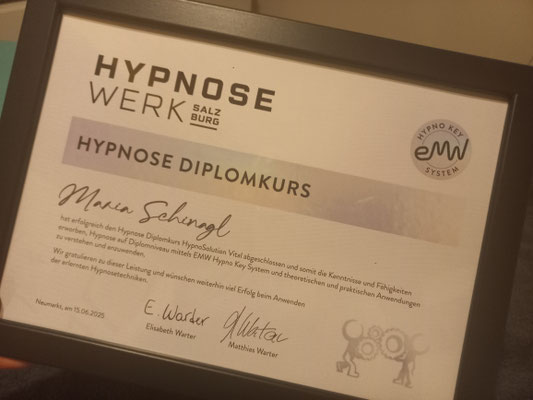 HYPNOSE
WERK SALZ
BURG
HYPNO KEY
eMW
SYSTEM
HYPNOSE DIPLOMKURS
Maria Schinagl
hat erfolgreich den Hypnose Diplomkurs HypnoSolution Vital abgeschlossen und somit die Kenntnisse und Fähigkeiten
erworben, Hypnose auf Diplomniveau mittels EMW Hypno Key System und theoretischen und praktischen Anwendungen
zu verstehen und anzuwenden.
Wir gratulieren zu dieser Leistung und wünschen weiterhin viel Erfolg beim Anwenden
der erlernten Hypnosetechniken.
Neumarkt, am 15.06.2025
E. Warder
Elisabeth Warter
Matthias Warter